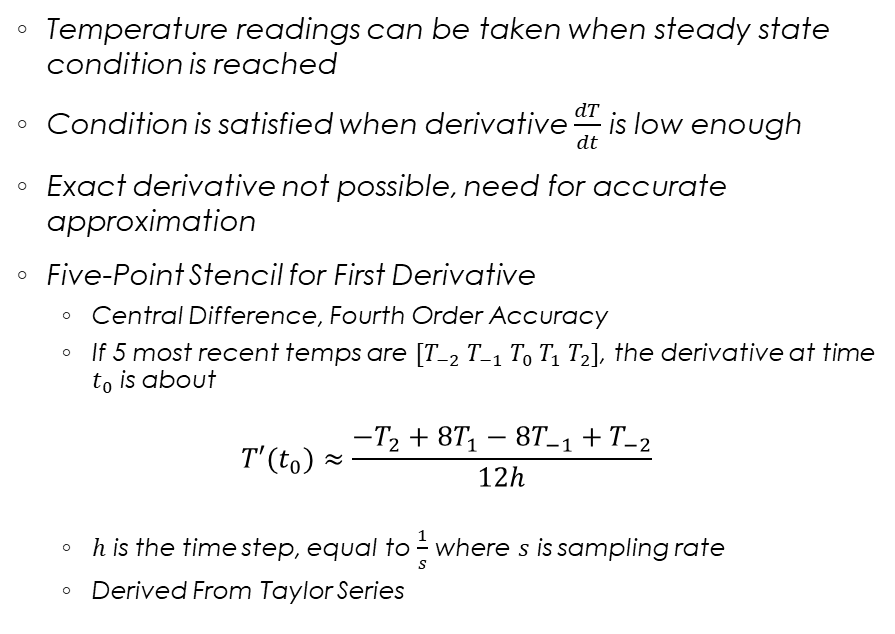 ◦ Temperature readings can be taken when steady state
condition is reached
◦ Condition is satisfied when derivative dT/dt is low enough
◦ Exact derivative not possible, need for accurate
approximation
◦ Five-Point Stencil for First Derivative
◦ Central Difference, Fourth Order Accuracy
◦ If 5 most recent temps are [T₋₂ T₋₁ T₀ T₁ T₂], the derivative at time
t₀ is about
T′(t₀) ≈ (−T₂ + 8T₁ − 8T₋₁ + T₋₂)/12h
◦ h is the time step, equal to 1/s where s is sampling rate
◦ Derived From Taylor Series